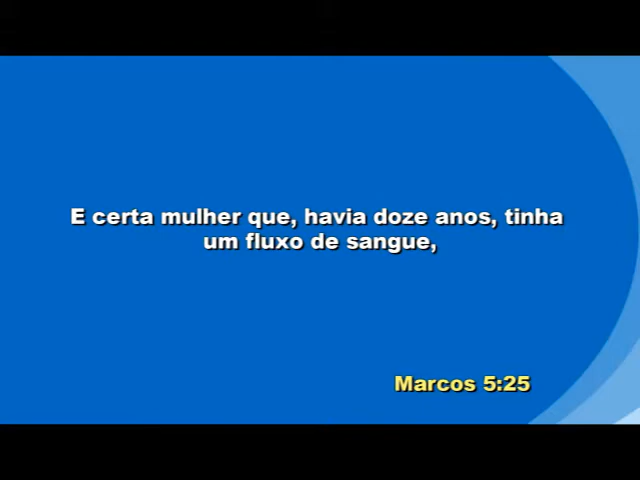 E certa mulher que, havia doze anos, tinha
um fluxo de sangue,
Marcos 5:25